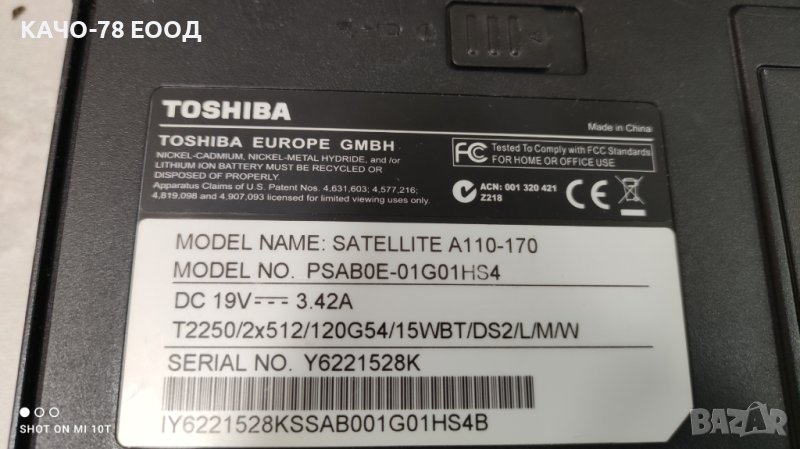 КАЧО-78 ЕООД
TOSHIBA
Made in China
TOSHIBA EUROPE GMBH
NICKEL-CADMIUM, NICKEL-METAL HYDRIDE, and/or
LITHIUM ION BATTERY MUST BE RECYCLED OR
DISPOSED OF PROPERLY.
Apparatus Claims of U.S. Patent Nos. 4,631,603; 4,577,216;
4,819,098 and 4,907,093 licensed for limited viewing uses only.
FC Tested To Comply with FCC Standards
FOR HOME OR OFFICE USE
ACN: 001 320 421
Z218
CE
MODEL NAME: SATELLITE A110-170
MODEL NO. PSAB0E-01G01HS4
DC 19V 3.42A
T2250/2x512/120G54/15WBT/DS2/L/M/W
SERIAL NO. Y6221528K
IY6221528KSSAB001G01HS4B
SHOT ON MI 10T
BAZAR